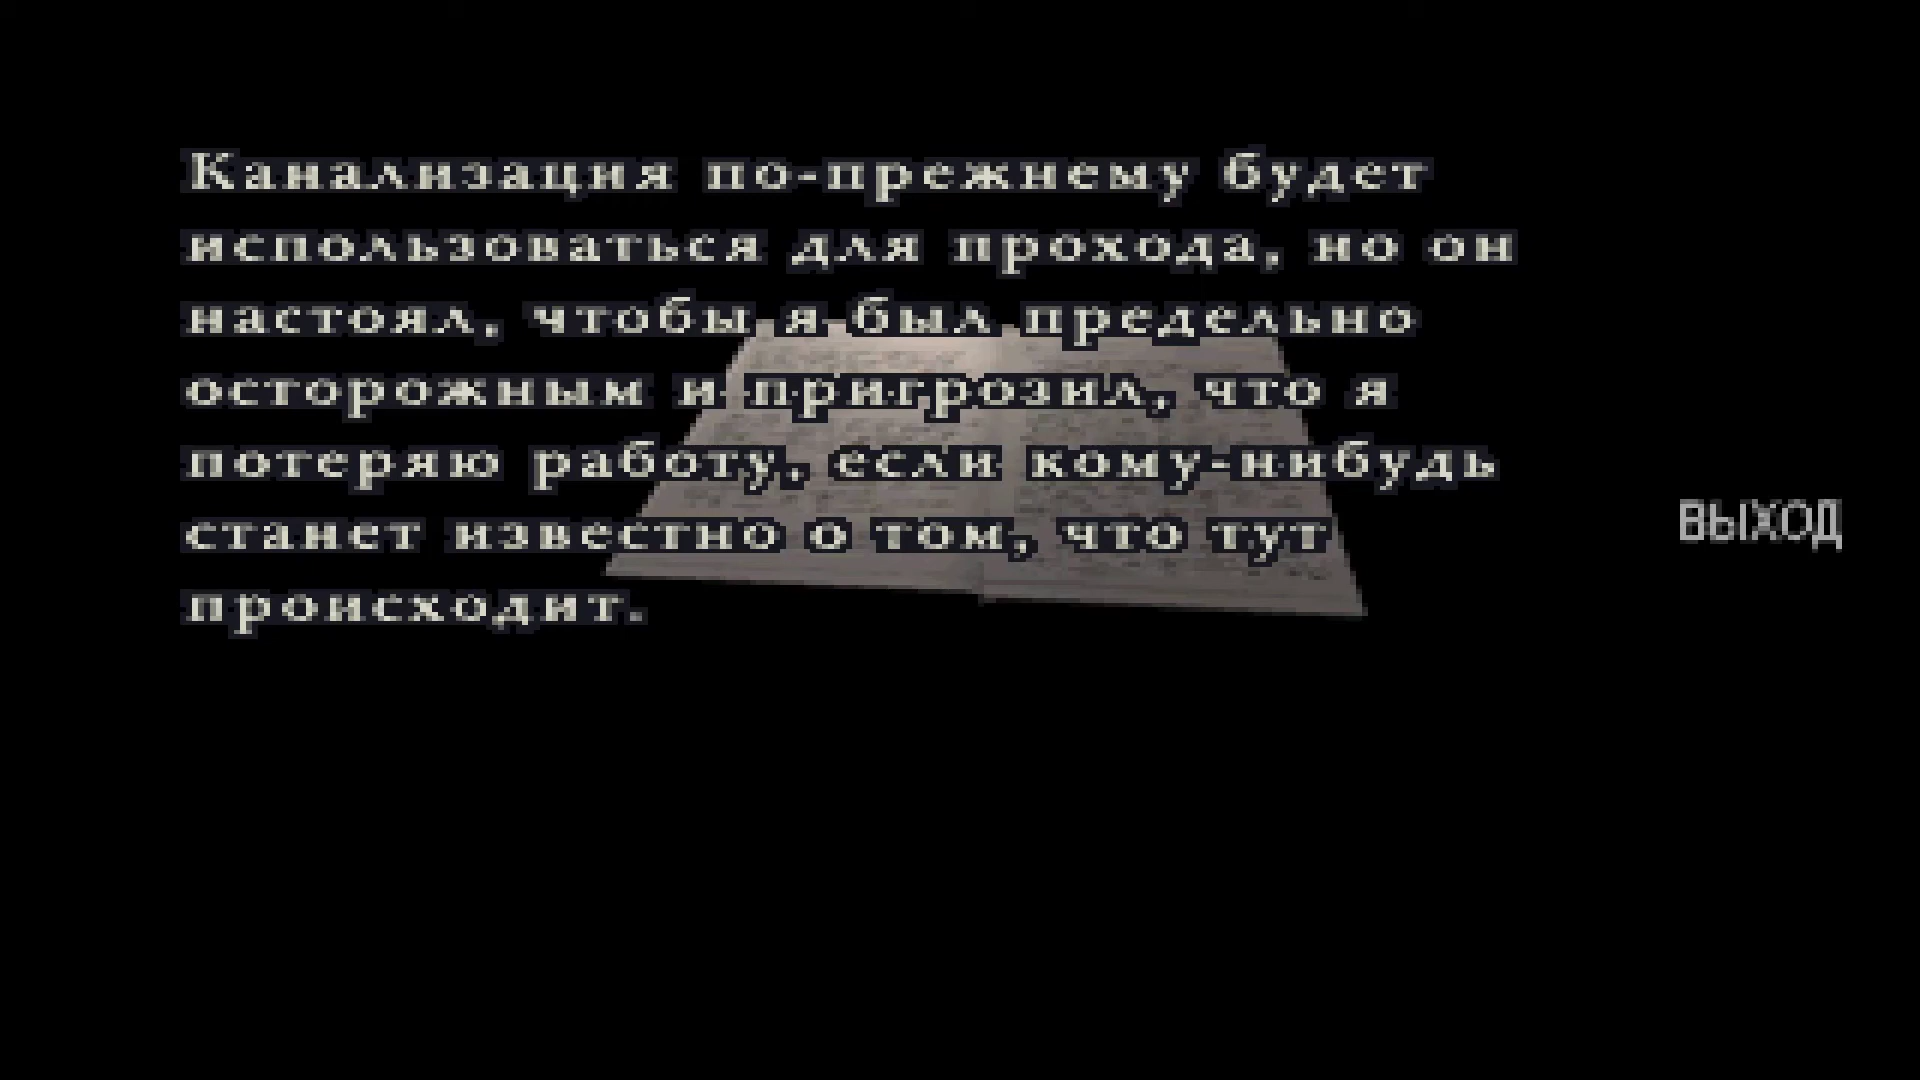 Канализация по-прежнему будет
использоваться для прохода, но он
настоял, чтобы я был предельно
осторожным и пригрозил, что я
потеряю работу, если кому-нибудь
станет известно о том, что тут
происходит.
ВЫХОД